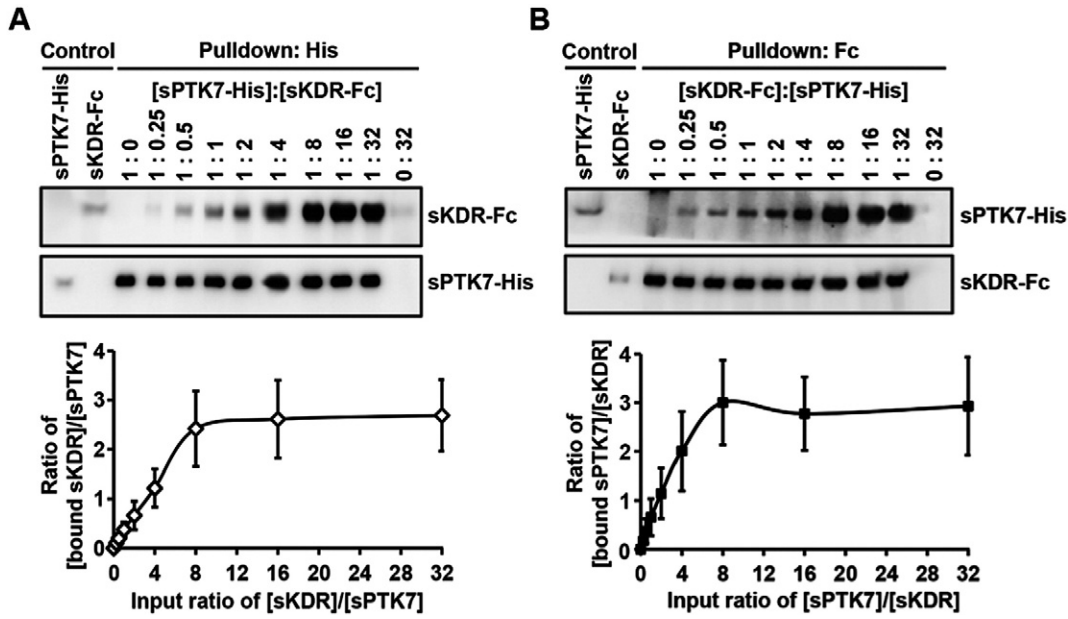 A
Control
Pulldown: His
[sPTK7-His]:[sKDR-Fc]
sPTK7-His
sKDR-Fc
1 : 0
1 : 0.25
1 : 0.5
1 : 1
1 : 2
1 : 4
1 : 8
1 : 16
1 : 32
0 : 32
sKDR-Fc
sPTK7-His
Ratio of
[bound sKDR]/[sPTK7]
4
3
2
1
0
0 4 8 12 16 20 24 28 32
Input ratio of [sKDR]/[sPTK7]
B
Control
Pulldown: Fc
[sKDR-Fc]:[sPTK7-His]
sPTK7-His
sKDR-Fc
1 : 0
1 : 0.25
1 : 0.5
1 : 1
1 : 2
1 : 4
1 : 8
1 : 16
1 : 32
0 : 32
sPTK7-His
sKDR-Fc
Ratio of
[bound sPTK7]/[sKDR]
4
3
2
1
0
0 4 8 12 16 20 24 28 32
Input ratio of [sPTK7]/[sKDR]